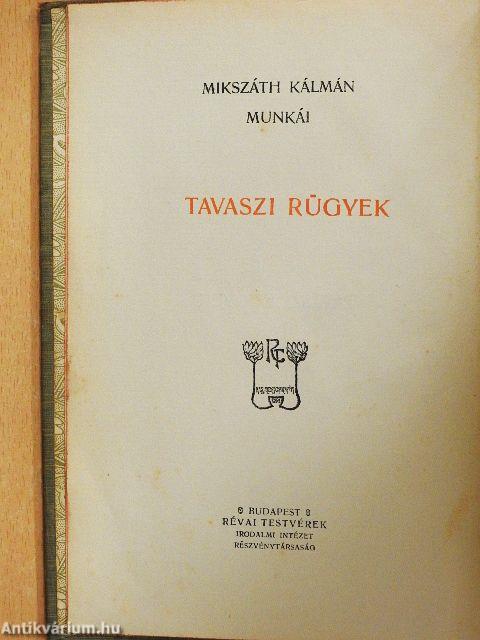 MIKSZÁTH KÁLMÁN
MUNKÁI
TAVASZI RÜGYEK
RT
BUDAPEST
RÉVAI TESTVÉREK
IRODALMI INTÉZET
RÉSZVÉNYTÁRSASÁG
Antikvárium.hu